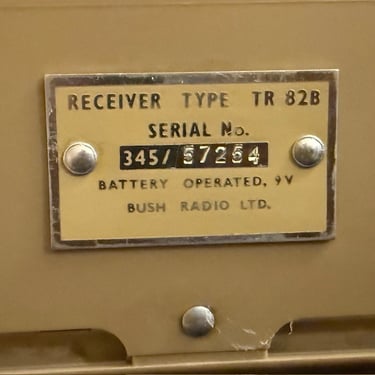 RECEIVER TYPE TR 82B
SERIAL No.
345/ 57264
BATTERY OPERATED, 9V
BUSH RADIO LTD.